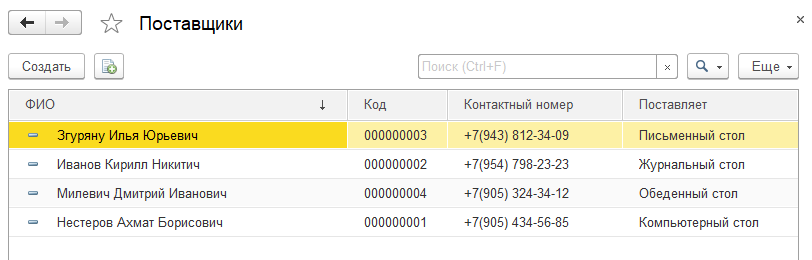 Поставщики
Создать Поиск (Ctrl+F) Еще
ФИО Код Контактный номер Поставляет
Згуряну Илья Юрьевич 000000003 +7(943) 812-34-09 Письменный стол
Иванов Кирилл Никитич 000000002 +7(954) 798-23-23 Журнальный стол
Милевич Дмитрий Иванович 000000004 +7(905) 324-34-12 Обеденный стол
Нестеров Ахмат Борисович 000000001 +7(905) 434-56-85 Компьютерный стол